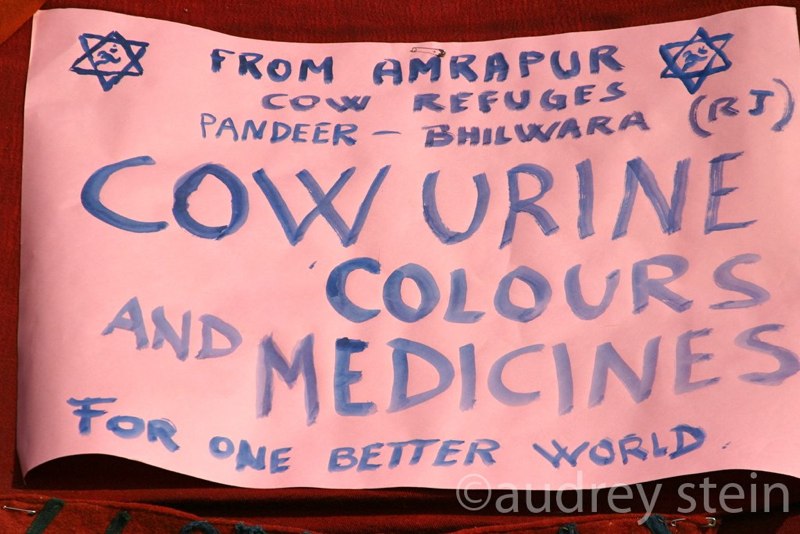 FROM AMRAPUR
COW REFUGES
PANDEER - BHILWARA (RJ)
COW URINE
COLOURS
AND MEDICINES
FOR ONE BETTER WORLD.
©audrey stein